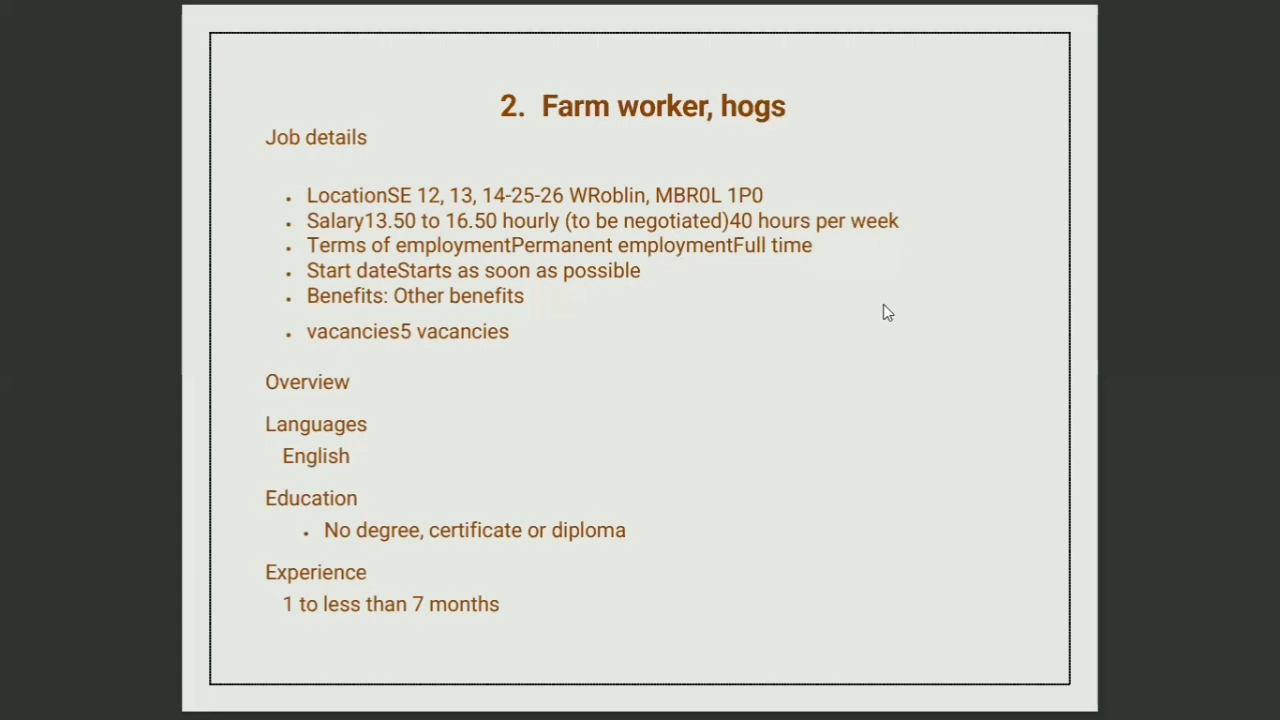 2. Farm worker, hogs
Job details
• LocationSE 12, 13, 14-25-26 WRoblin, MBR0L 1P0
• Salary13.50 to 16.50 hourly (to be negotiated)40 hours per week
• Terms of employmentPermanent employmentFull time
• Start dateStarts as soon as possible
• Benefits: Other benefits
• vacancies5 vacancies
Overview
Languages
English
Education
• No degree, certificate or diploma
Experience
1 to less than 7 months